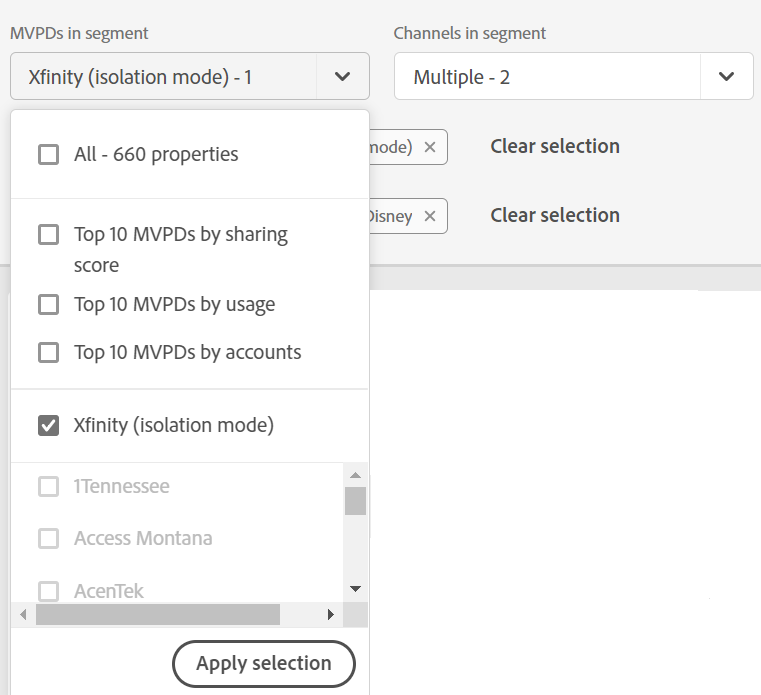 MVPDs in segment
Channels in segment
Xfinity (isolation mode) - 1
Multiple - 2
All - 660 properties
mode)
Clear selection
Disney
Clear selection
Top 10 MVPDs by sharing
score
Top 10 MVPDs by usage
Top 10 MVPDs by accounts
Xfinity (isolation mode)
1Tennessee
Access Montana
AcenTek
Apply selection